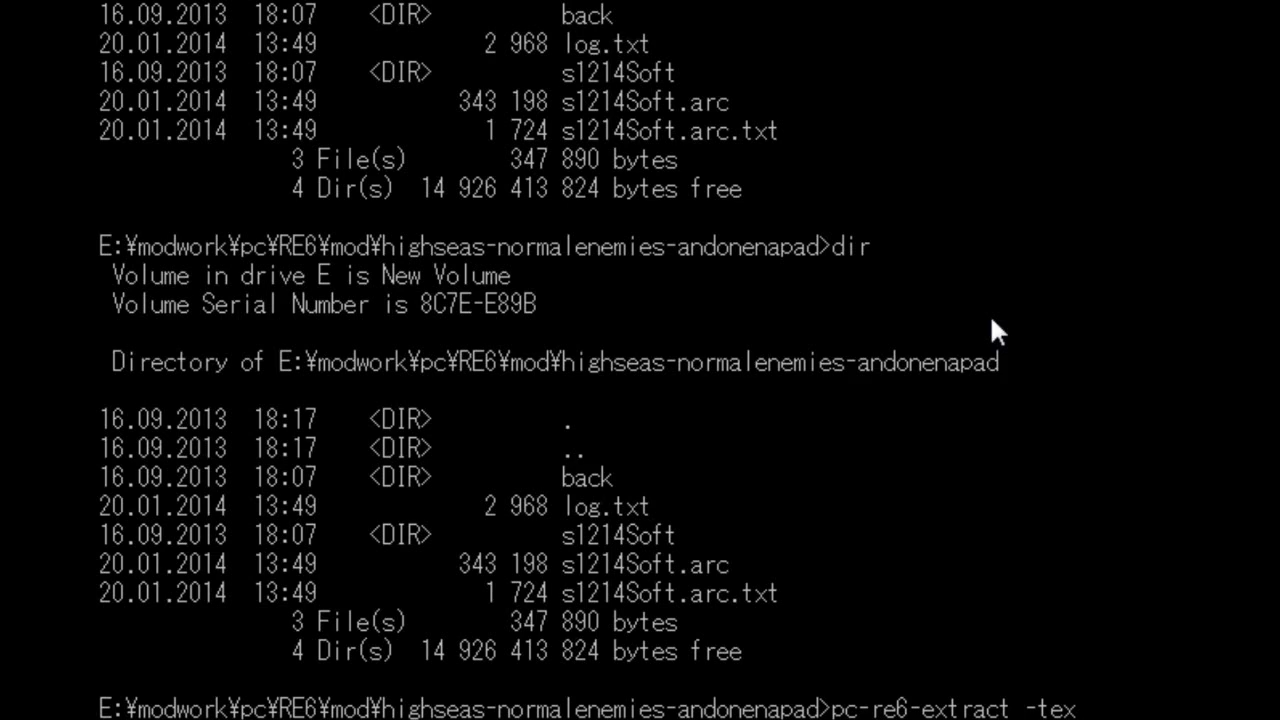 16.09.2013  18:07    <DIR>          back
20.01.2014  13:49             2 968 log.txt
16.09.2013  18:07    <DIR>          s1214Soft
20.01.2014  13:49           343 198 s1214Soft.arc
20.01.2014  13:49             1 724 s1214Soft.arc.txt
               3 File(s)        347 890 bytes
               4 Dir(s)  14 926 413 824 bytes free
E:¥modwork¥pc¥RE6¥mod¥highseas-normalenemies-andonenapad>dir
 Volume in drive E is New Volume
 Volume Serial Number is 8C7E-E89B
 Directory of E:¥modwork¥pc¥RE6¥mod¥highseas-normalenemies-andonenapad
16.09.2013  18:17    <DIR>          .
16.09.2013  18:17    <DIR>          ..
16.09.2013  18:07    <DIR>          back
20.01.2014  13:49             2 968 log.txt
16.09.2013  18:07    <DIR>          s1214Soft
20.01.2014  13:49           343 198 s1214Soft.arc
20.01.2014  13:49             1 724 s1214Soft.arc.txt
               3 File(s)        347 890 bytes
               4 Dir(s)  14 926 413 824 bytes free
E:¥modwork¥pc¥RE6¥mod¥highseas-normalenemies-andonenapad>pc-re6-extract -tex